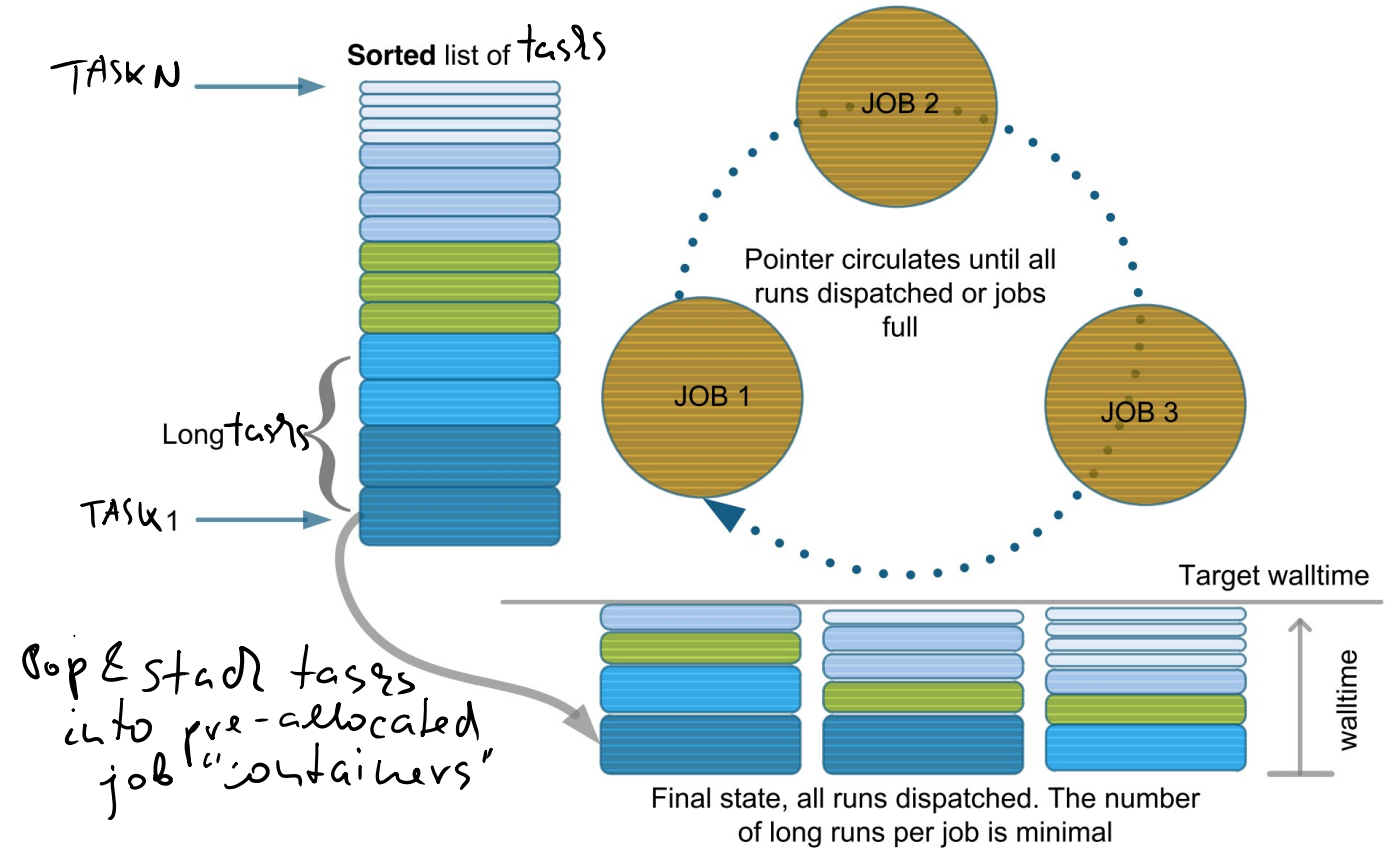 TASK N
Sorted list of tasks
JOB 2
Pointer circulates until all
runs dispatched or jobs
full
JOB 1
JOB 3
Long tasks
TASK 1
Target walltime
Pop & stack tasks
into pre-allocated
job "containers"
walltime
Final state, all runs dispatched. The number
of long runs per job is minimal